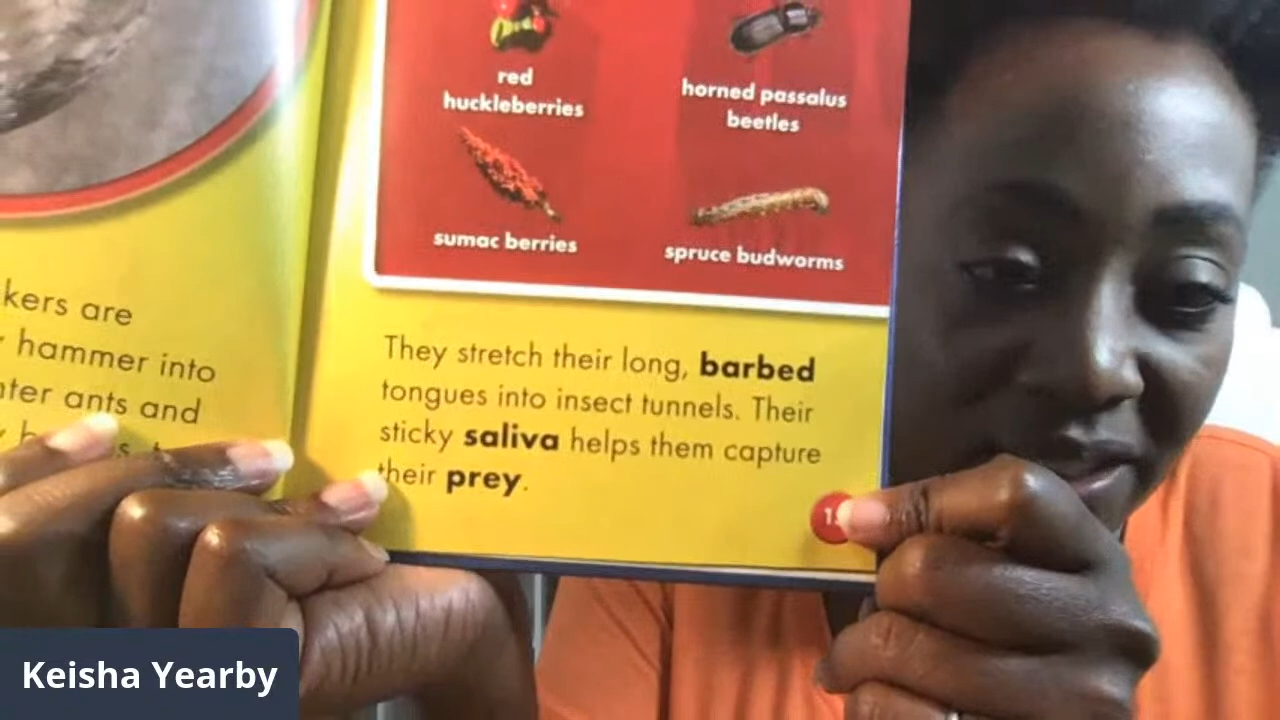 red
huckleberries
horned passalus
beetles
sumac berries
spruce budworms
kers are
hammer into
ants and
They stretch their long, barbed
tongues into insect tunnels. Their
sticky saliva helps them capture
their prey.
Keisha Yearby